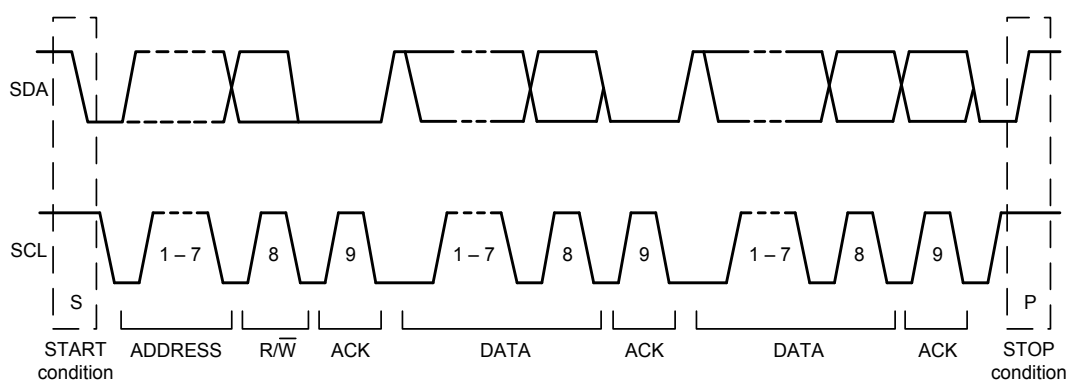 SDA
SCL
1 – 7
8
9
1 – 7
8
9
1 – 7
8
9
S
P
START
condition
ADDRESS
R/W̅
ACK
DATA
ACK
DATA
ACK
STOP
condition